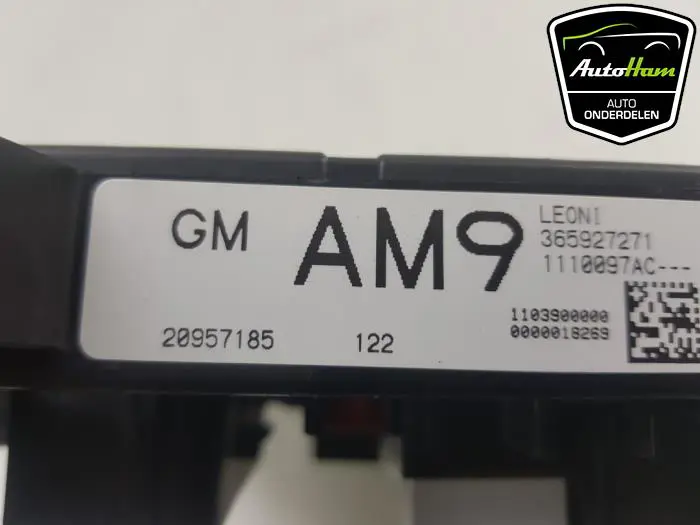 AutoHam
AUTO
ONDERDELEN
GM
AM9
LEONI
365927271
1110097AC---
1103900000
0000018269
20957185
122